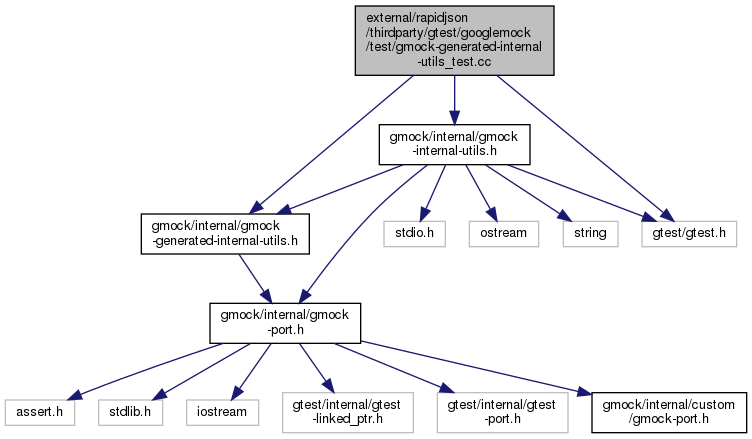 external/rapidjson
/thirdparty/gtest/googlemock
/test/gmock-generated-internal
-utils_test.cc
gmock/internal/gmock
-internal-utils.h
gmock/internal/gmock
-generated-internal-utils.h
stdio.h
ostream
string
gtest/gtest.h
gmock/internal/gmock
-port.h
assert.h
stdlib.h
iostream
gtest/internal/gtest
-linked_ptr.h
gtest/internal/gtest
-port.h
gmock/internal/custom
/gmock-port.h